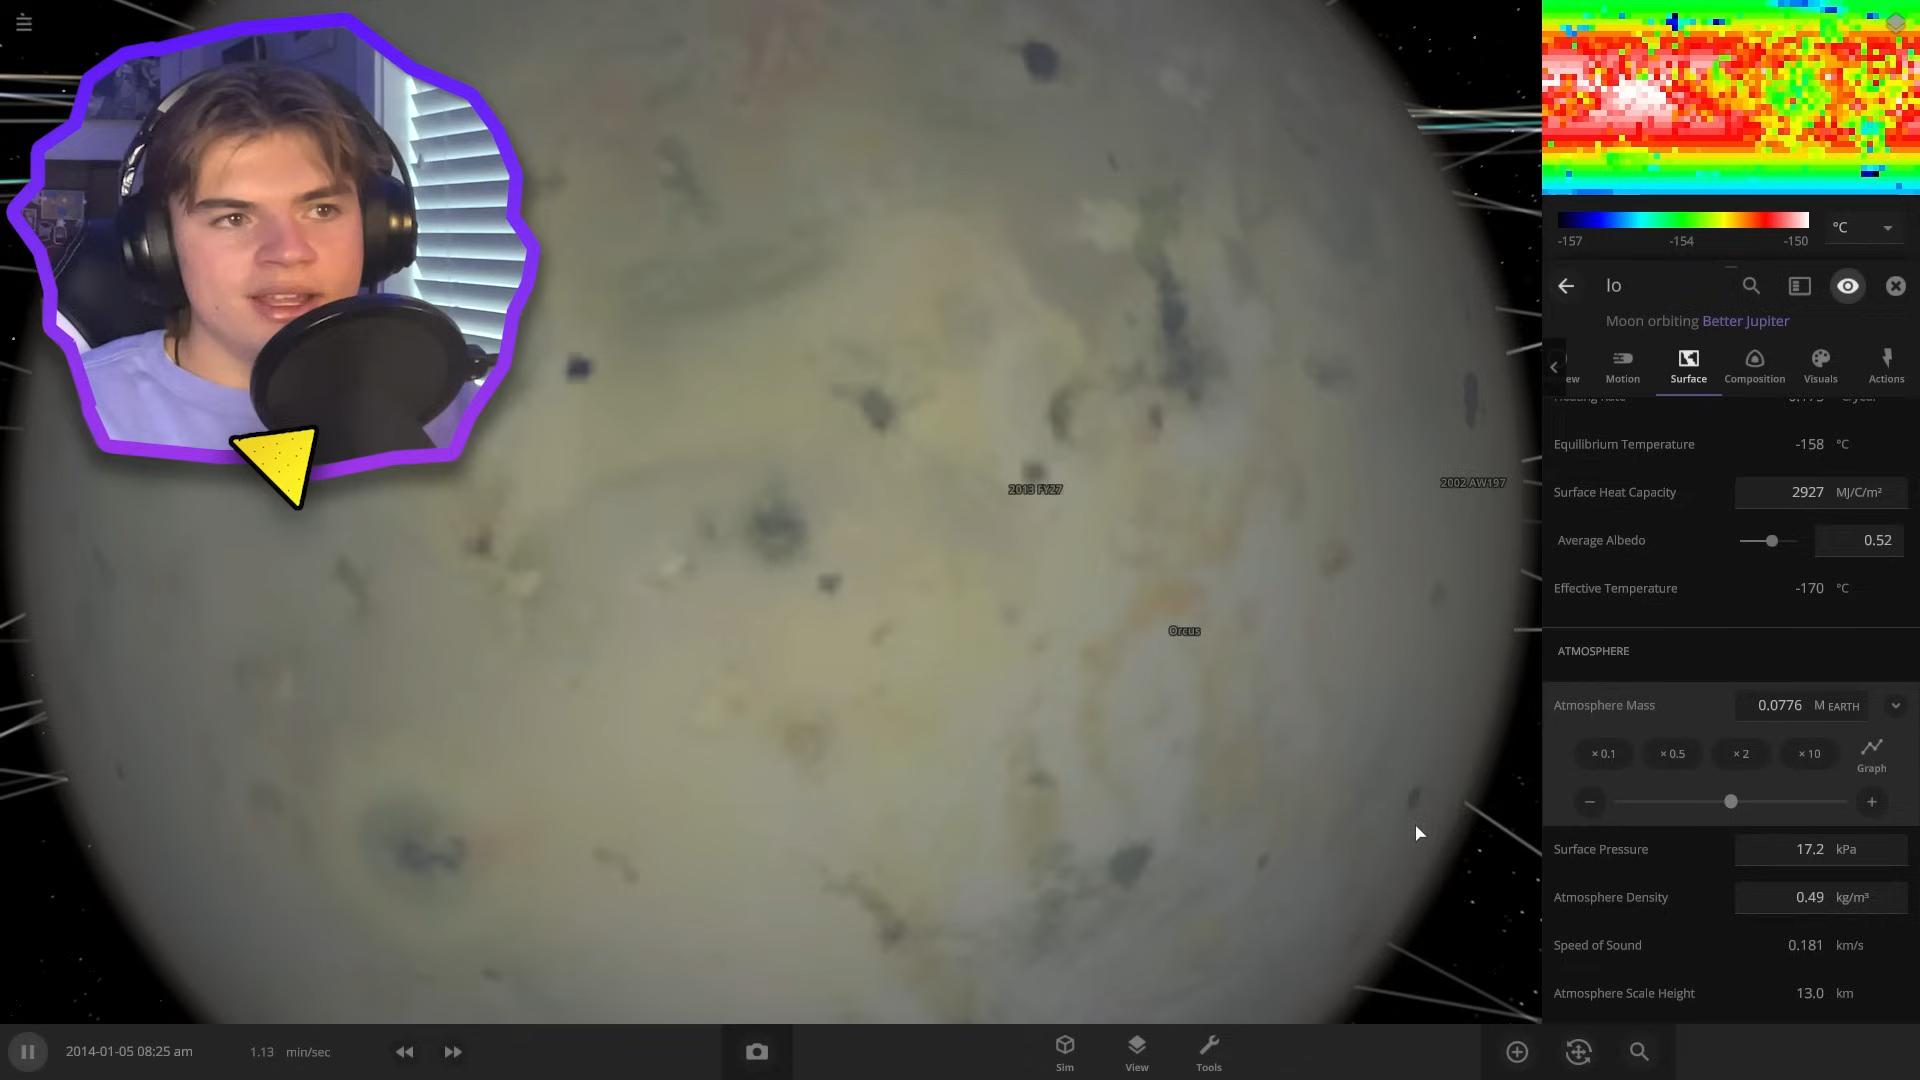 °C
-157 -154 -150
Io
Moon orbiting Better Jupiter
Motion Surface Composition Visuals Actions
Equilibrium Temperature -158 °C
Surface Heat Capacity 2927 MJ/C/m²
Average Albedo 0.52
Effective Temperature -170 °C
ATMOSPHERE
Atmosphere Mass 0.0776 M EARTH
× 0.1 × 0.5 × 2 × 10 Graph
Surface Pressure 17.2 kPa
Atmosphere Density 0.49 kg/m³
Speed of Sound 0.181 km/s
Atmosphere Scale Height 13.0 km
2013 FY27
2002 AW197
Orcus
2014-01-05 08:25 am 1.13 min/sec
Sim View Tools